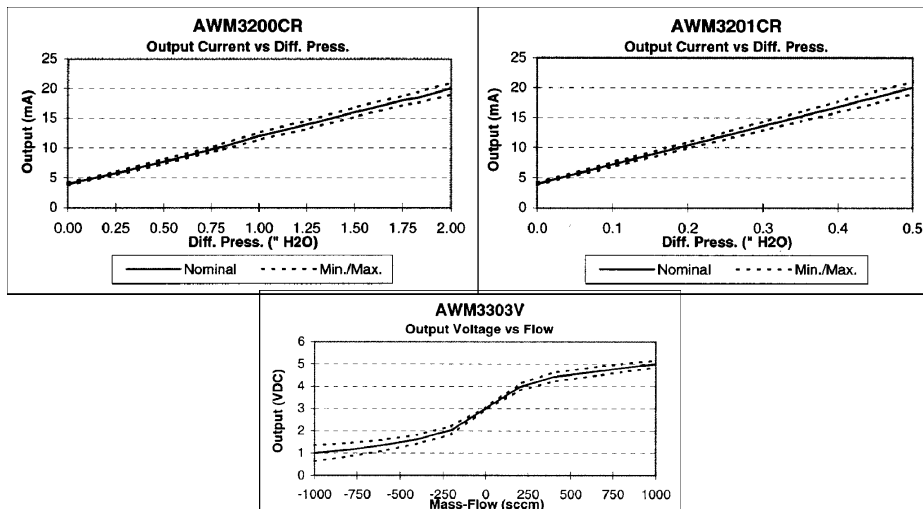 AWM3200CR
Output Current vs Diff. Press.
Output (mA)
25
20
15
10
5
0
0.00 0.25 0.50 0.75 1.00 1.25 1.50 1.75 2.00
Diff. Press. (" H2O)
Nominal Min./Max.
AWM3201CR
Output Current vs Diff. Press.
Output (mA)
25
20
15
10
5
0
0.0 0.1 0.2 0.3 0.4 0.5
Diff. Press. (" H2O)
Nominal Min./Max.
AWM3303V
Output Voltage vs Flow
Output (VDC)
6
5
4
3
2
1
0
-1000 -750 -500 -250 0 250 500 750 1000
Mass-Flow (sccm)